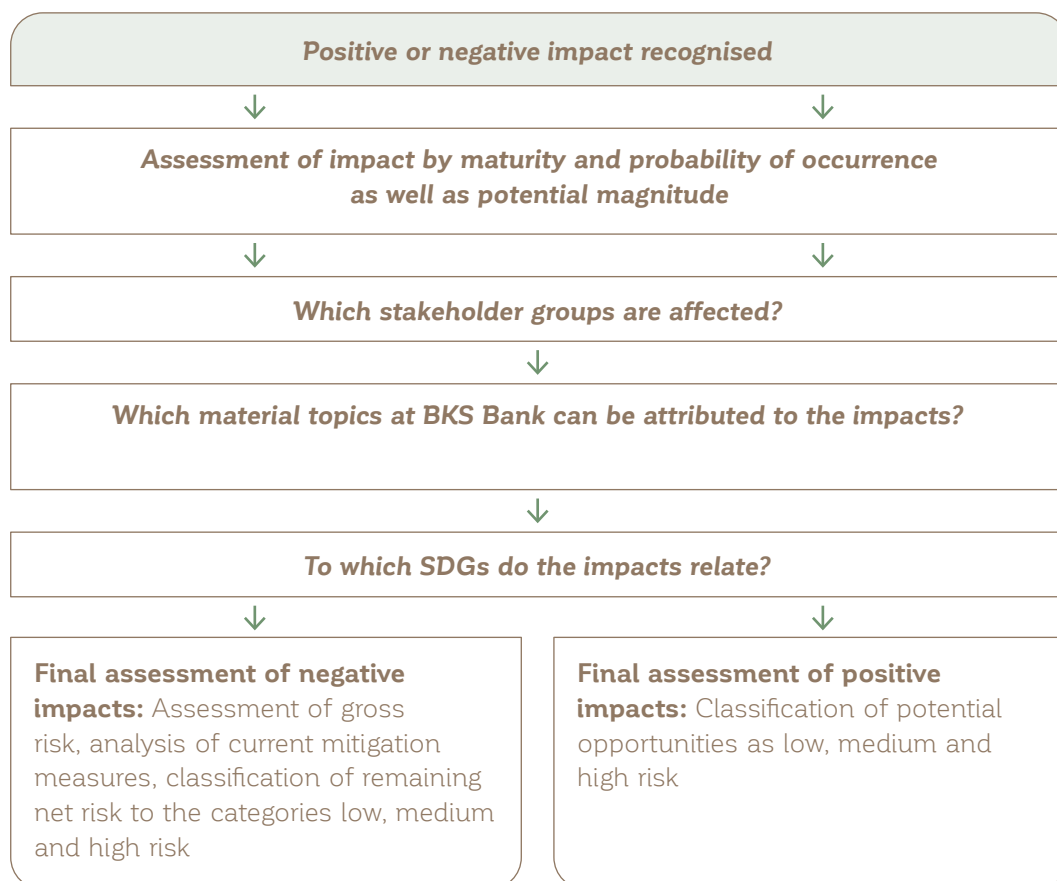 Positive or negative impact recognised
Assessment of impact by maturity and probability of occurrence
as well as potential magnitude
Which stakeholder groups are affected?
Which material topics at BKS Bank can be attributed to the impacts?
To which SDGs do the impacts relate?
Final assessment of negative
impacts: Assessment of gross
risk, analysis of current mitigation
measures, classification of remaining
net risk to the categories low, medium
and high risk
Final assessment of positive
impacts: Classification of potential
opportunities as low, medium and
high risk